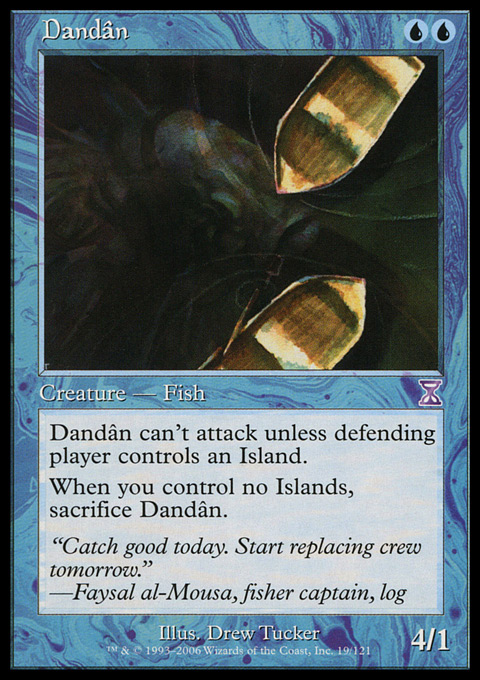 Dandân
Creature — Fish
Dandân can't attack unless defending
player controls an Island.
When you control no Islands,
sacrifice Dandân.
“Catch good today. Start replacing crew
tomorrow.”
—Faysal al-Mousa, fisher captain, log
Illus. Drew Tucker
™ & © 1993–2006 Wizards of the Coast, Inc. 19/121
4/1